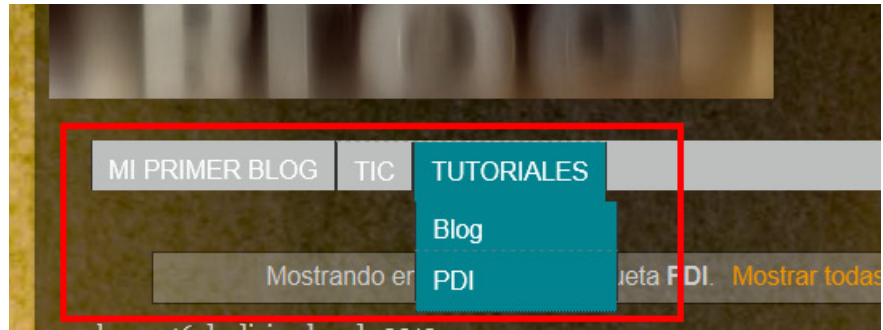 MI PRIMER BLOG TIC TUTORIALES
Blog
Mostrando en PDI ueta PDI. Mostrar todas